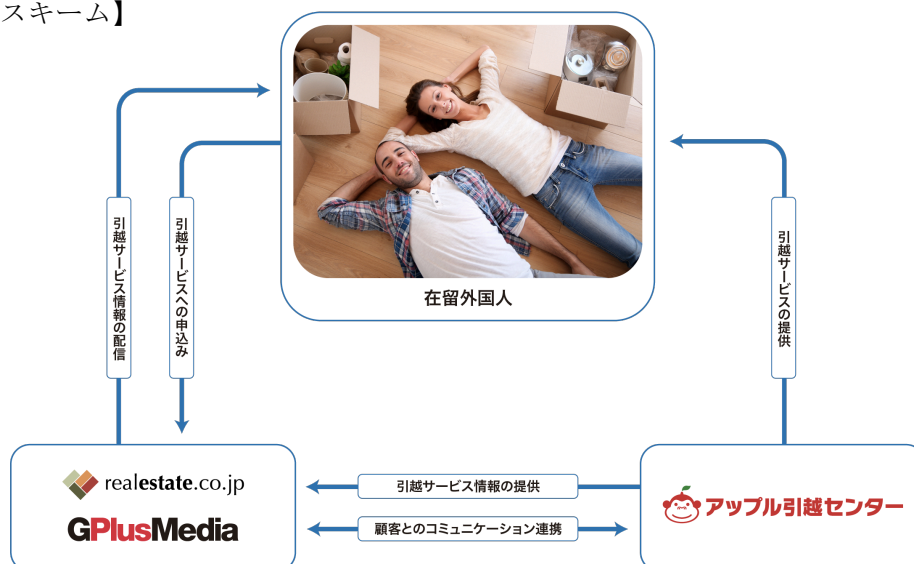 スキーム】
在留外国人
引越サービス情報の配信
引越サービスへの申込み
引越サービスの提供
realestate.co.jp
GPlusMedia
引越サービス情報の提供
顧客とのコミュニケーション連携
アップル引越センター